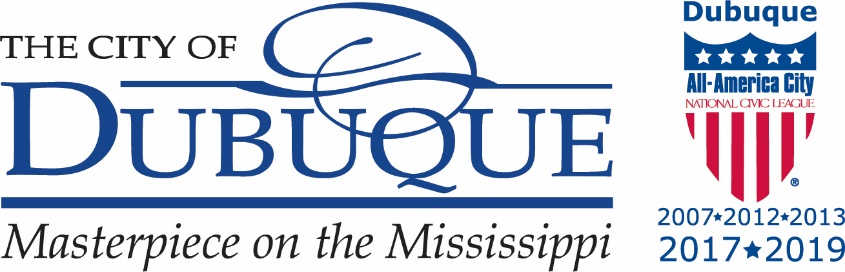 THE CITY OF
DUBUQUE
Masterpiece on the Mississippi
Dubuque
All-America City
NATIONAL CIVIC LEAGUE
®
2007★2012★2013
2017★2019